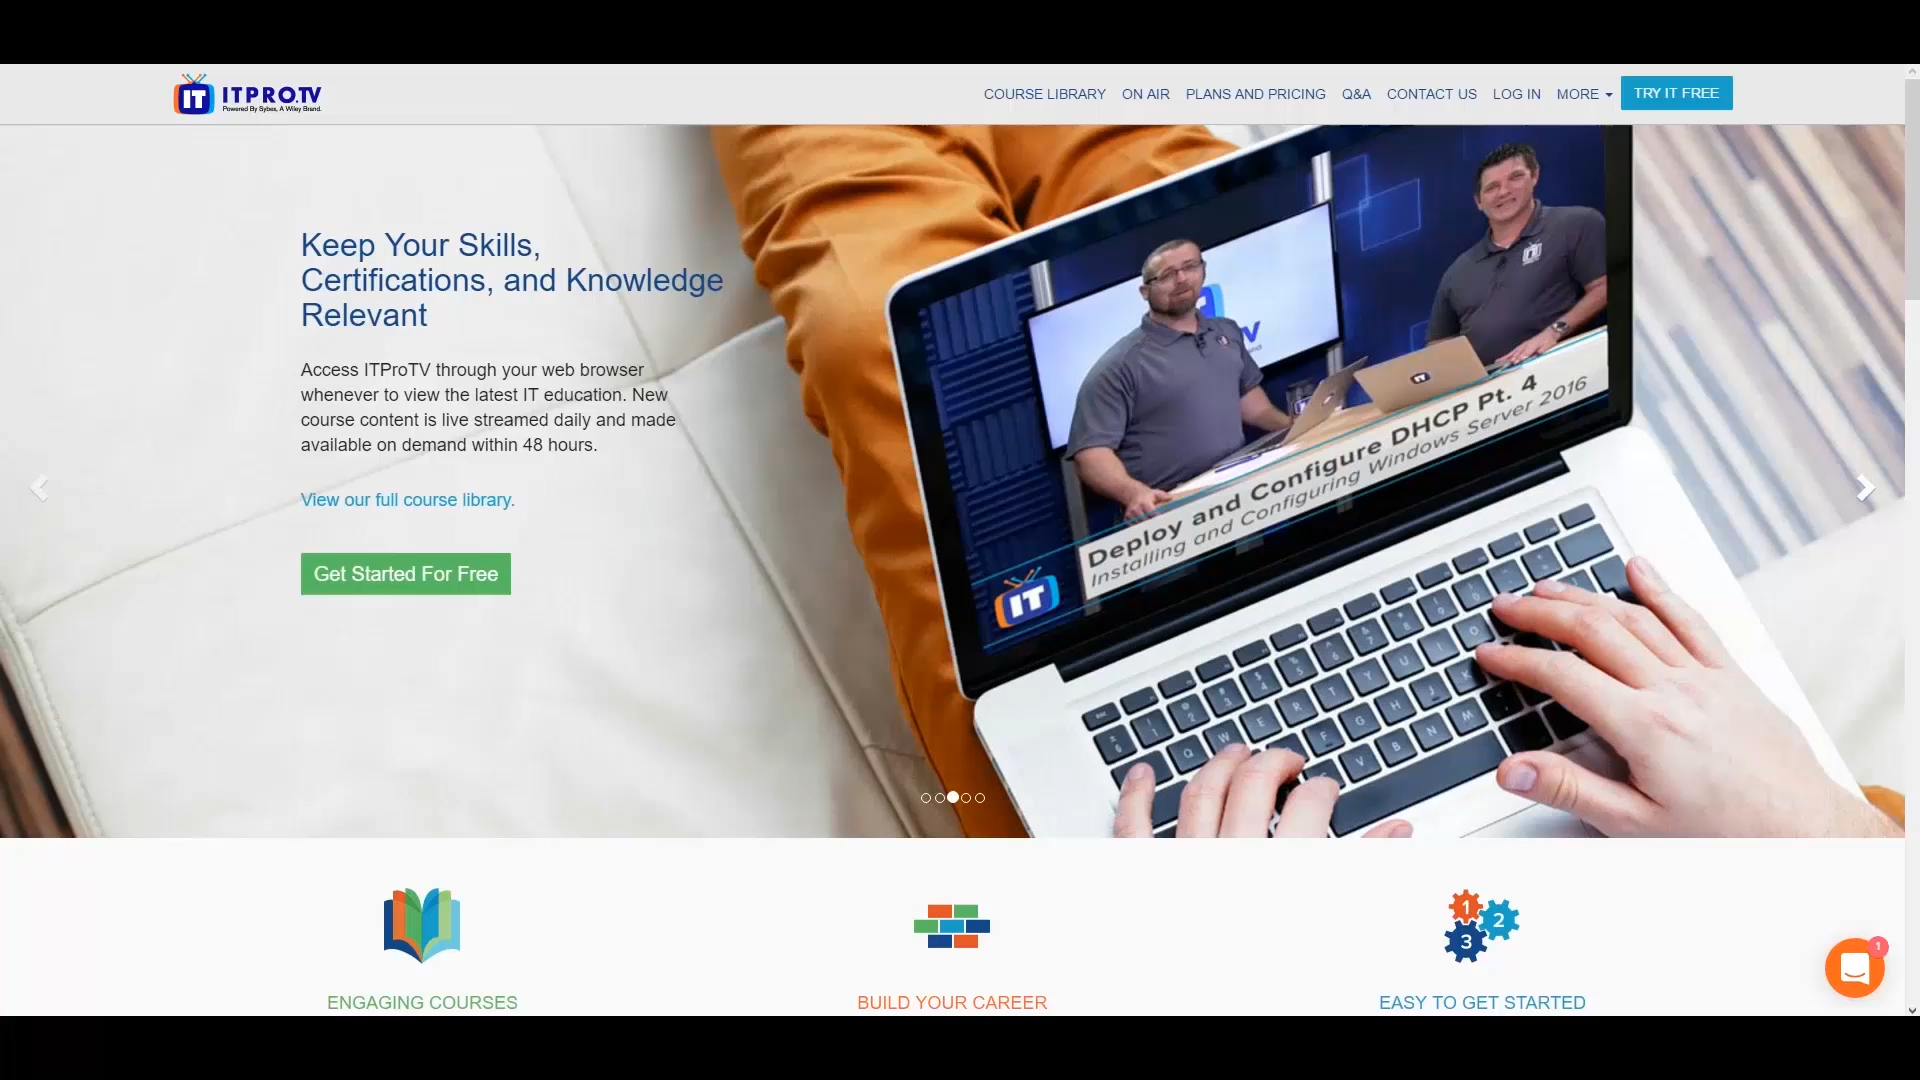 ITPRO.TV
Powered By Sybex, A Wiley Brand.
COURSE LIBRARY ON AIR PLANS AND PRICING Q&A CONTACT US LOG IN MORE TRY IT FREE
Keep Your Skills,
Certifications, and Knowledge
Relevant
Access ITProTV through your web browser
whenever to view the latest IT education. New
course content is live streamed daily and made
available on demand within 48 hours.
View our full course library.
Get Started For Free
Deploy and Configure DHCP Pt. 4
Installing and Configuring Windows Server 2016
IT
1
2
3
1
ENGAGING COURSES
BUILD YOUR CAREER
EASY TO GET STARTED